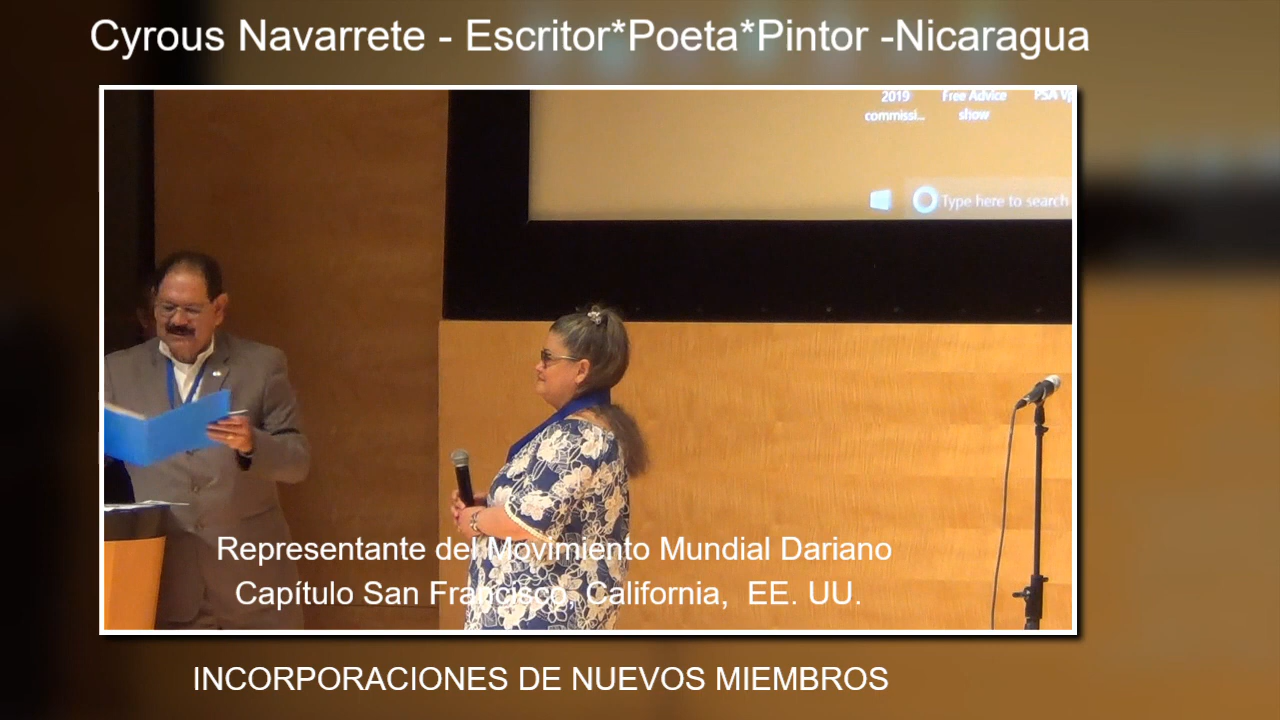 Cyrous Navarrete - Escritor*Poeta*Pintor -Nicaragua
2019 Free Advice PSA
commissi... show
Type here to search
Representante del Movimiento Mundial Dariano
Capítulo San Francisco, California, EE. UU.
INCORPORACIONES DE NUEVOS MIEMBROS